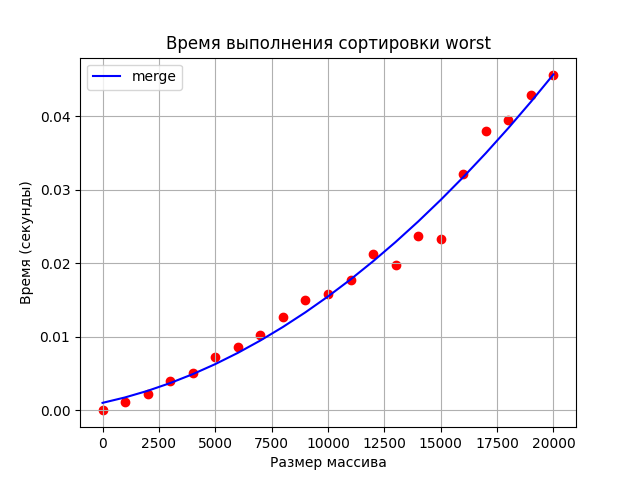 Время выполнения сортировки worst
merge
Время (секунды)
0.04
0.03
0.02
0.01
0.00
0 2500 5000 7500 10000 12500 15000 17500 20000
Размер массива